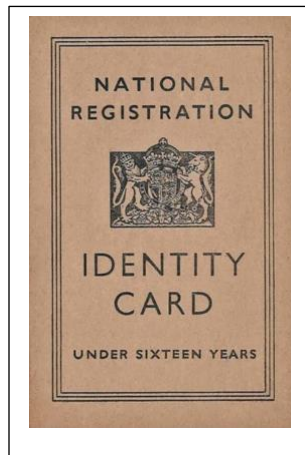 NATIONAL
REGISTRATION
IDENTITY
CARD
UNDER SIXTEEN YEARS